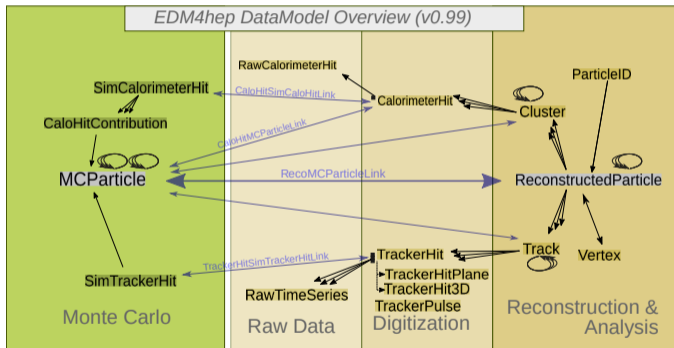 EDM4hep DataModel Overview (v0.99)
RawCalorimeterHit
ParticleID
SimCalorimeterHit
CaloHitSimCaloHitLink
CalorimeterHit
Cluster
CaloHitContribution
CaloHitMCParticleLink
MCParticle
RecoMCParticleLink
ReconstructedParticle
TrackerHit
Track
Vertex
TrackerHitSimTrackerHitLink
SimTrackerHit
TrackerHitPlane
TrackerHit3D
RawTimeSeries
TrackerPulse
Monte Carlo
Raw Data
Digitization
Reconstruction &
Analysis